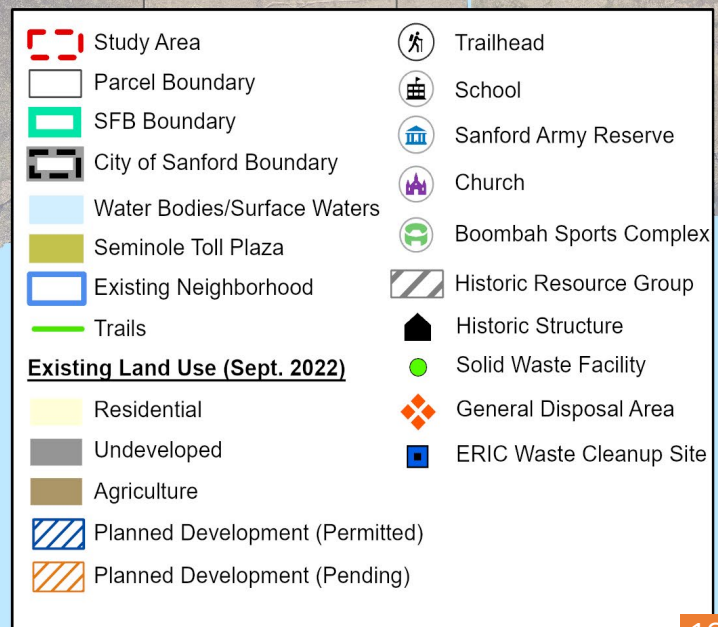 Study Area
Parcel Boundary
SFB Boundary
City of Sanford Boundary
Water Bodies/Surface Waters
Seminole Toll Plaza
Existing Neighborhood
Trails
Existing Land Use (Sept. 2022)
Residential
Undeveloped
Agriculture
Planned Development (Permitted)
Planned Development (Pending)
Trailhead
School
Sanford Army Reserve
Church
Boombah Sports Complex
Historic Resource Group
Historic Structure
Solid Waste Facility
General Disposal Area
ERIC Waste Cleanup Site